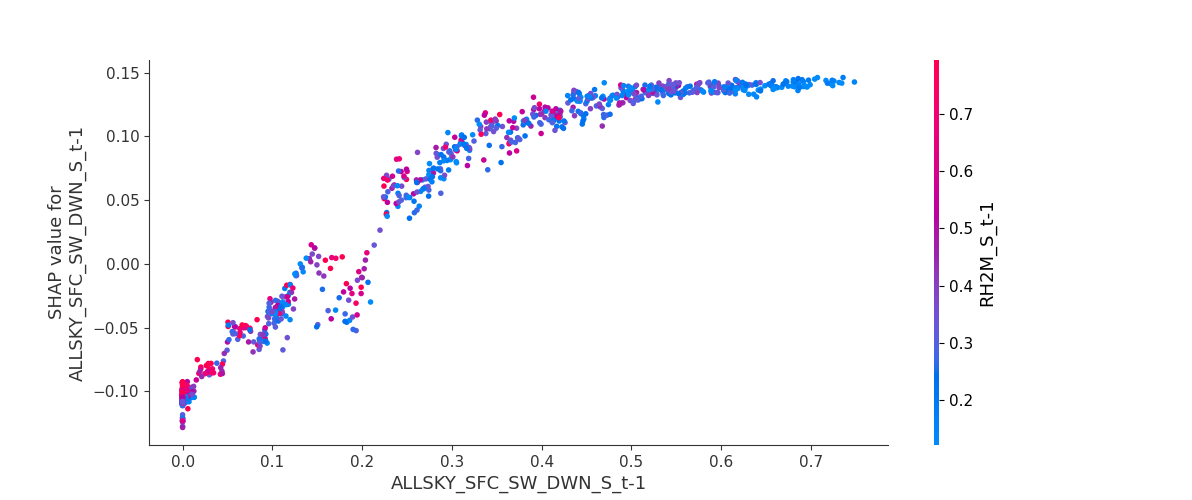 0.15
0.10
0.05
0.00
−0.05
−0.10
SHAP value for
ALLSKY_SFC_SW_DWN_S_t-1
0.0 0.1 0.2 0.3 0.4 0.5 0.6 0.7
ALLSKY_SFC_SW_DWN_S_t-1
0.7
0.6
0.5
0.4
0.3
0.2
RH2M_S_t-1